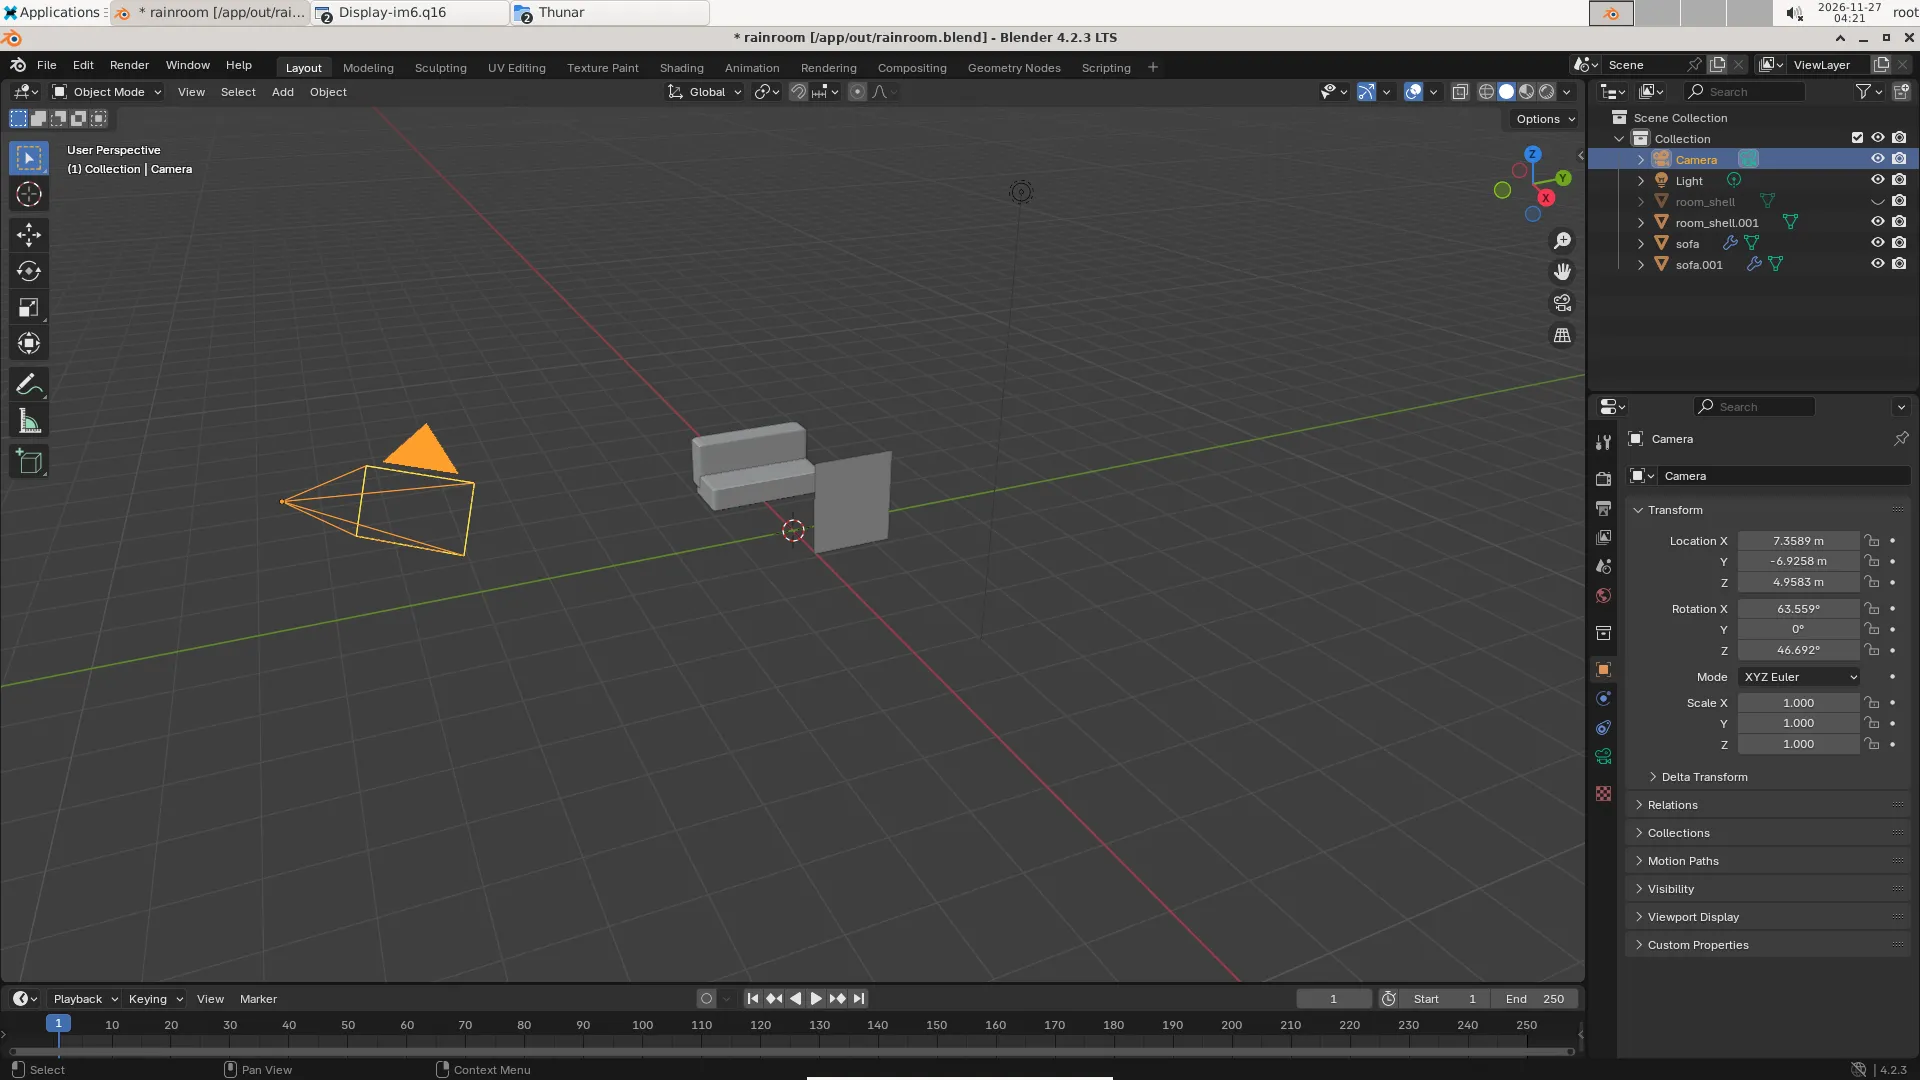 Applications
* rainroom [/app/out/rai...
2
Display-im6.q16
2
Thunar
2026-11-27
04:21
root
* rainroom [/app/out/rainroom.blend] - Blender 4.2.3 LTS
File Edit Render Window Help
Layout Modeling Sculpting UV Editing Texture Paint Shading Animation Rendering Compositing Geometry Nodes Scripting
Scene
ViewLayer
Object Mode View Select Add Object
Global
Search
Options
User Perspective
(1) Collection | Camera
Z
Y
X
Scene Collection
Collection
Camera
Light
room_shell
room_shell.001
sofa
sofa.001
Search
Camera
Camera
Transform
Location X 7.3589 m
Y -6.9258 m
Z 4.9583 m
Rotation X 63.559°
Y 0°
Z 46.692°
Mode XYZ Euler
Scale X 1.000
Y 1.000
Z 1.000
Delta Transform
Relations
Collections
Motion Paths
Visibility
Viewport Display
Custom Properties
Playback Keying View Marker
1
Start 1
End 250
1 10 20 30 40 50 60 70 80 90 100 110 120 130 140 150 160 170 180 190 200 210 220 230 240 250
Select
Pan View
Context Menu
4.2.3